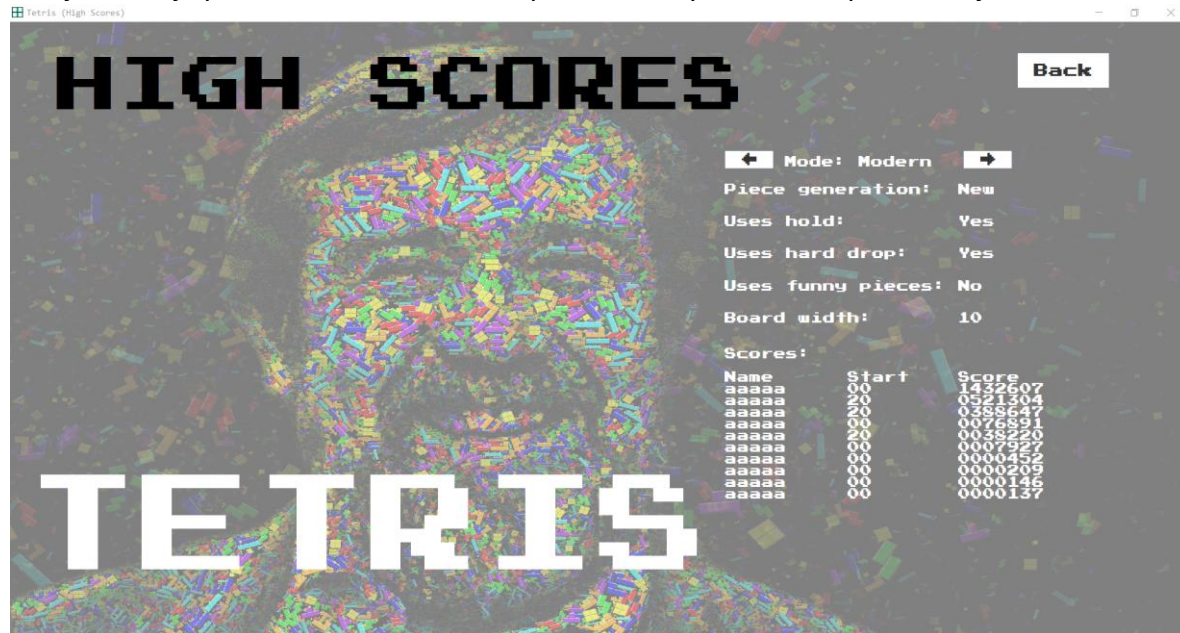 Tetris (High Scores)
HIGH SCORES
Back
Mode: Modern
Piece generation: New
Uses hold: Yes
Uses hard drop: Yes
Uses funny pieces: No
Board width: 10
Scores:
Name Start Score
aaaaa 00 1432607
aaaaa 20 0521304
aaaaa 20 0388647
aaaaa 00 0076891
aaaaa 20 0038220
aaaaa 00 0007927
aaaaa 00 0000452
aaaaa 00 0000209
aaaaa 00 0000146
aaaaa 00 0000137
TETRIS